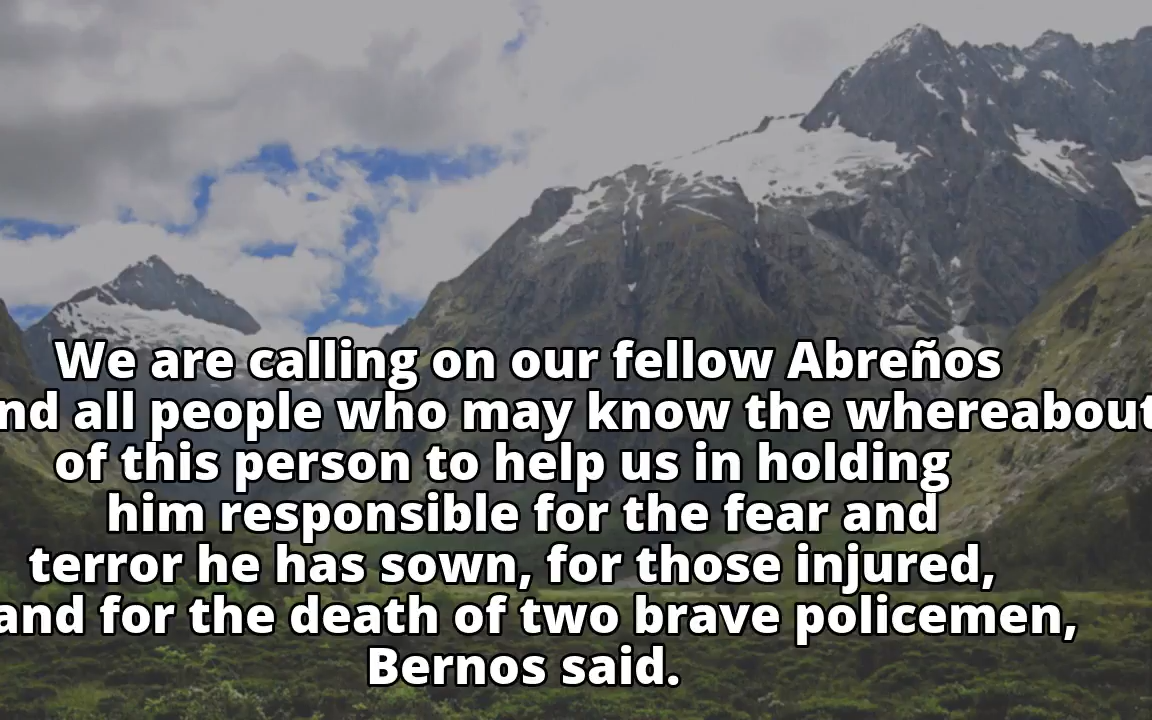 We are calling on our fellow Abreños
nd all people who may know the whereabout
of this person to help us in holding
him responsible for the fear and
terror he has sown, for those injured,
and for the death of two brave policemen,
Bernos said.